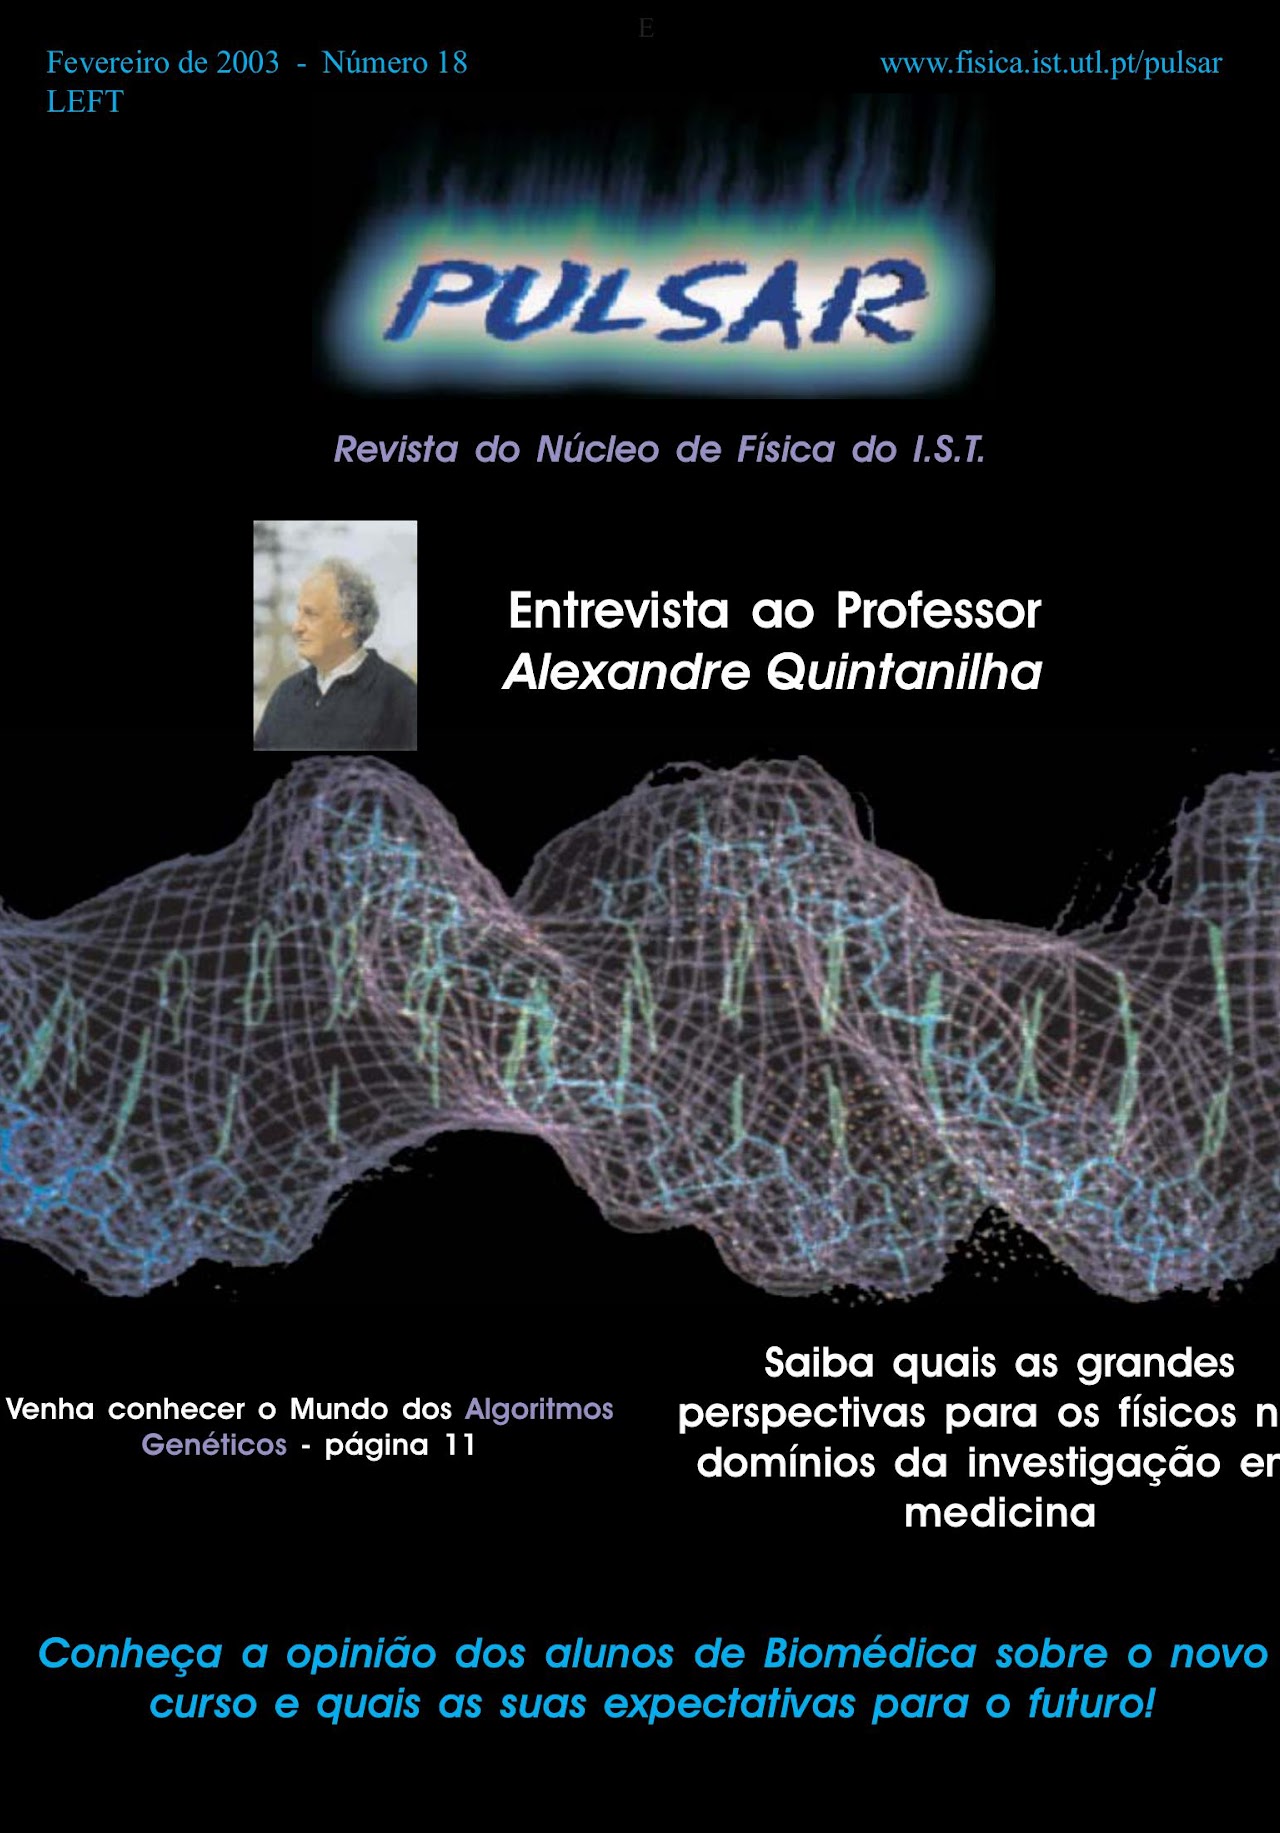 E
Fevereiro de 2003 - Número 18
www.fisica.ist.utl.pt/pulsar
LEFT
PULSAR
Revista do Núcleo de Física do I.S.T.
Entrevista ao Professor
Alexandre Quintanilha
Saiba quais as grandes
perspectivas para os físicos n
domínios da investigação e
medicina
Venha conhecer o Mundo dos Algoritmos
Genéticos - página 11
Conheça a opinião dos alunos de Biomédica sobre o novo
curso e quais as suas expectativas para o futuro!